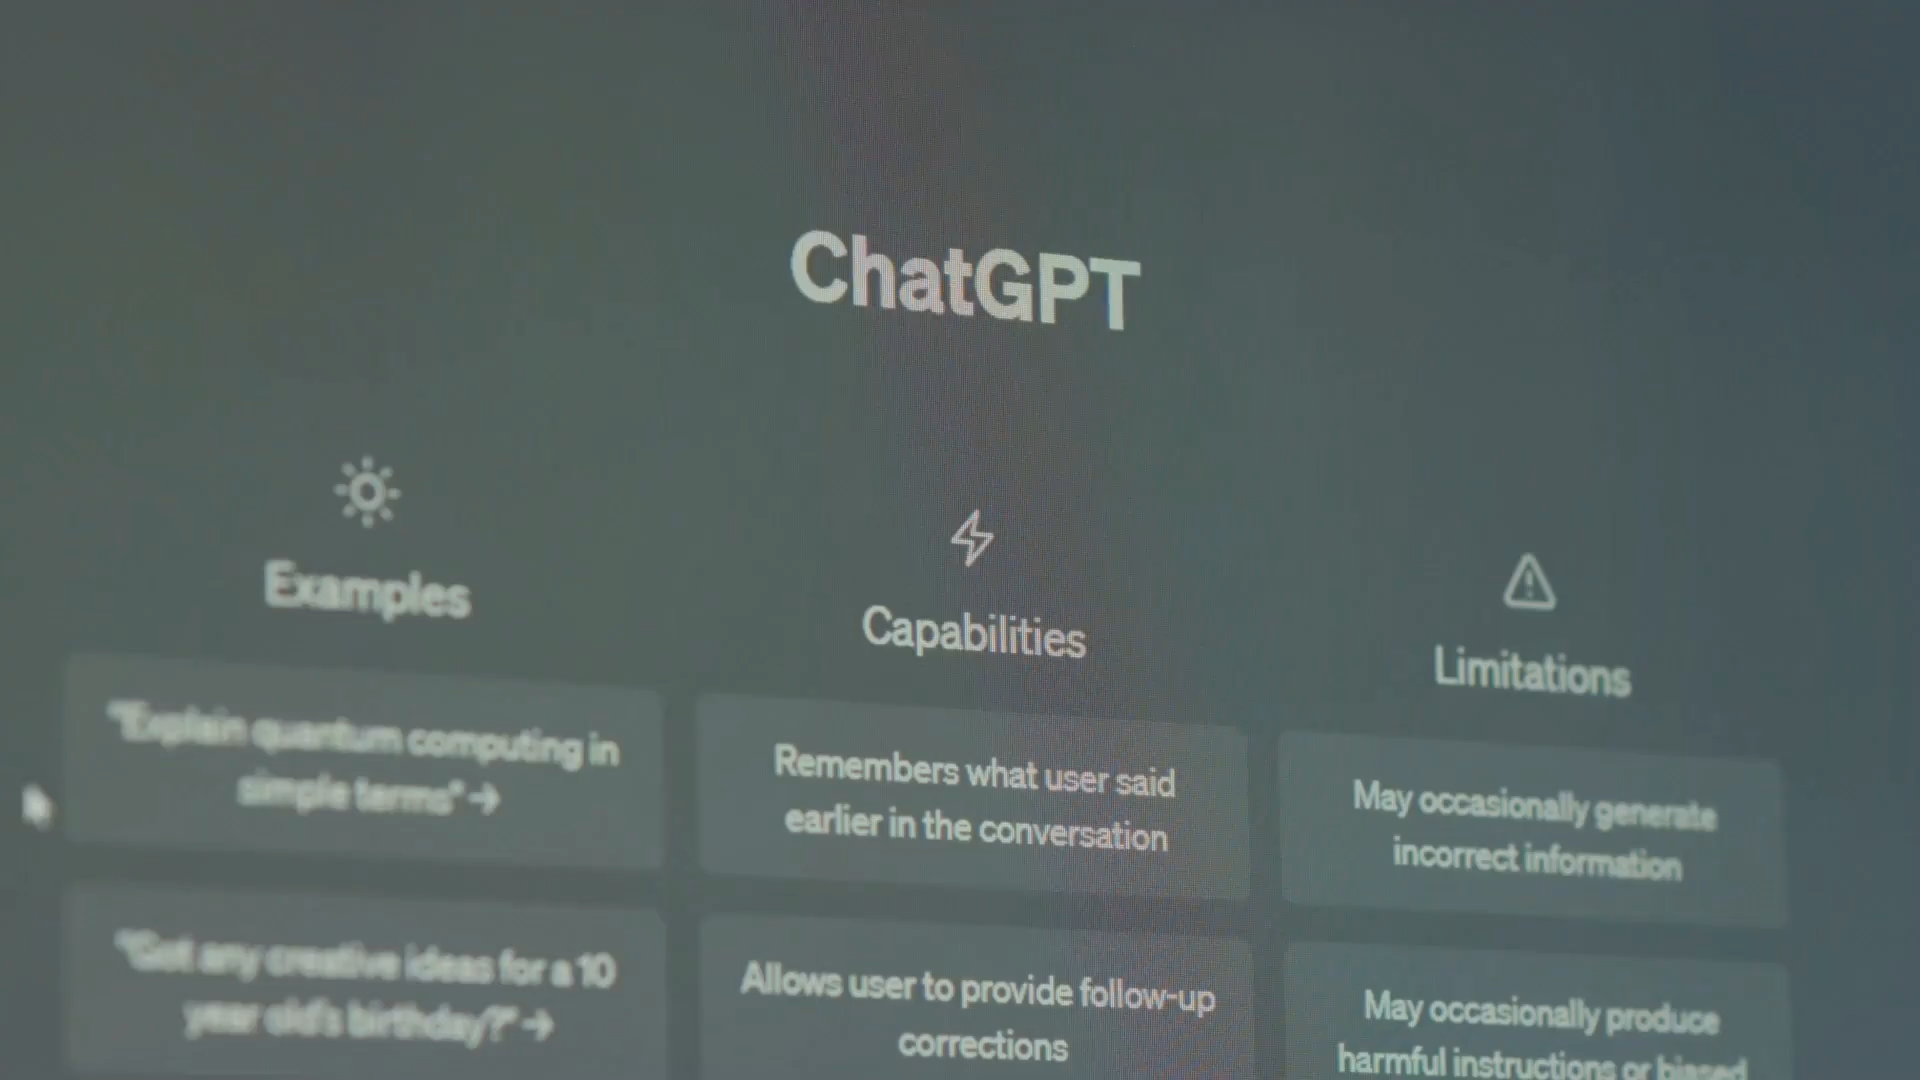 ChatGPT
Examples
Capabilities
Limitations
"Explain quantum computing in
simple terms" →
Remembers what user said
earlier in the conversation
May occasionally generate
incorrect information
"Got any creative ideas for a 10
year old's birthday?" →
Allows user to provide follow-up
corrections
May occasionally produce
harmful instructions or biased